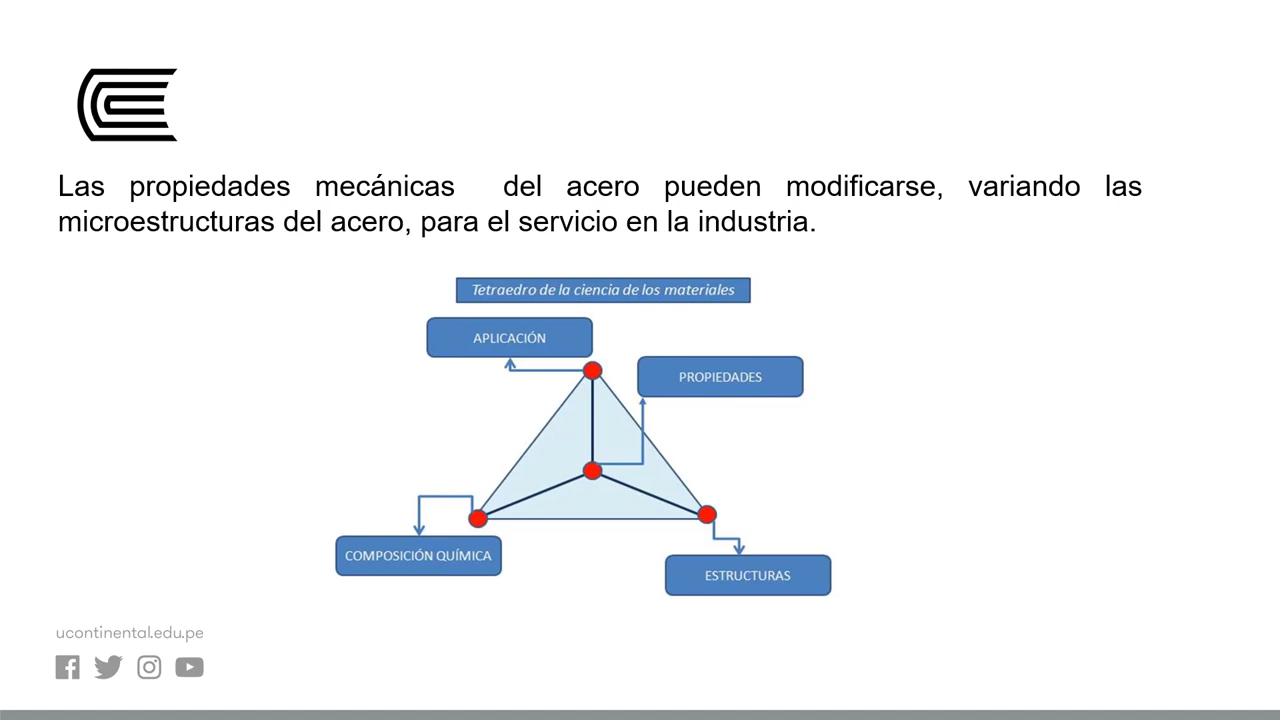 Las propiedades mecánicas del acero pueden modificarse, variando las
microestructuras del acero, para el servicio en la industria.
Tetraedro de la ciencia de los materiales
APLICACIÓN
PROPIEDADES
COMPOSICIÓN QUÍMICA
ESTRUCTURAS
ucontinental.edu.pe